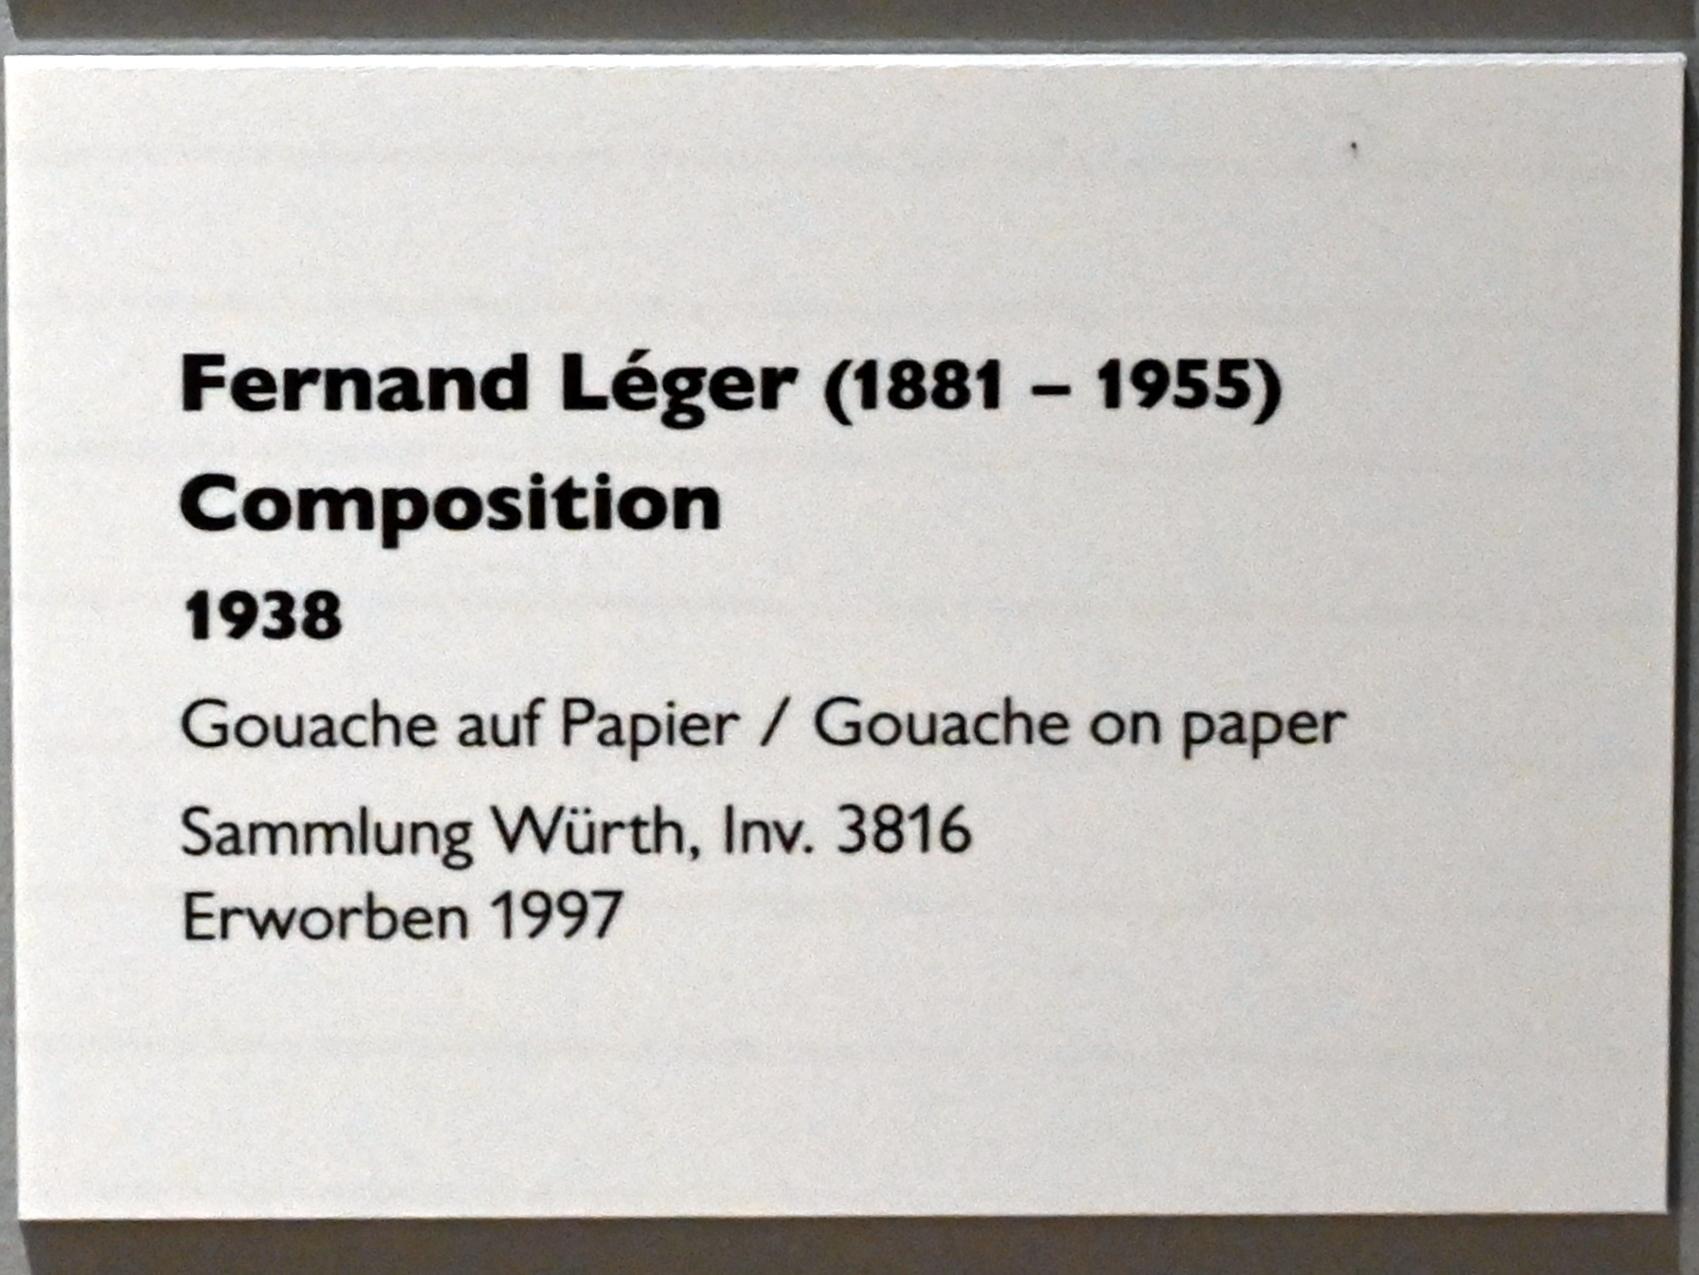 Fernand Léger (1881 – 1955)
Composition
1938
Gouache auf Papier / Gouache on paper
Sammlung Würth, Inv. 3816
Erworben 1997